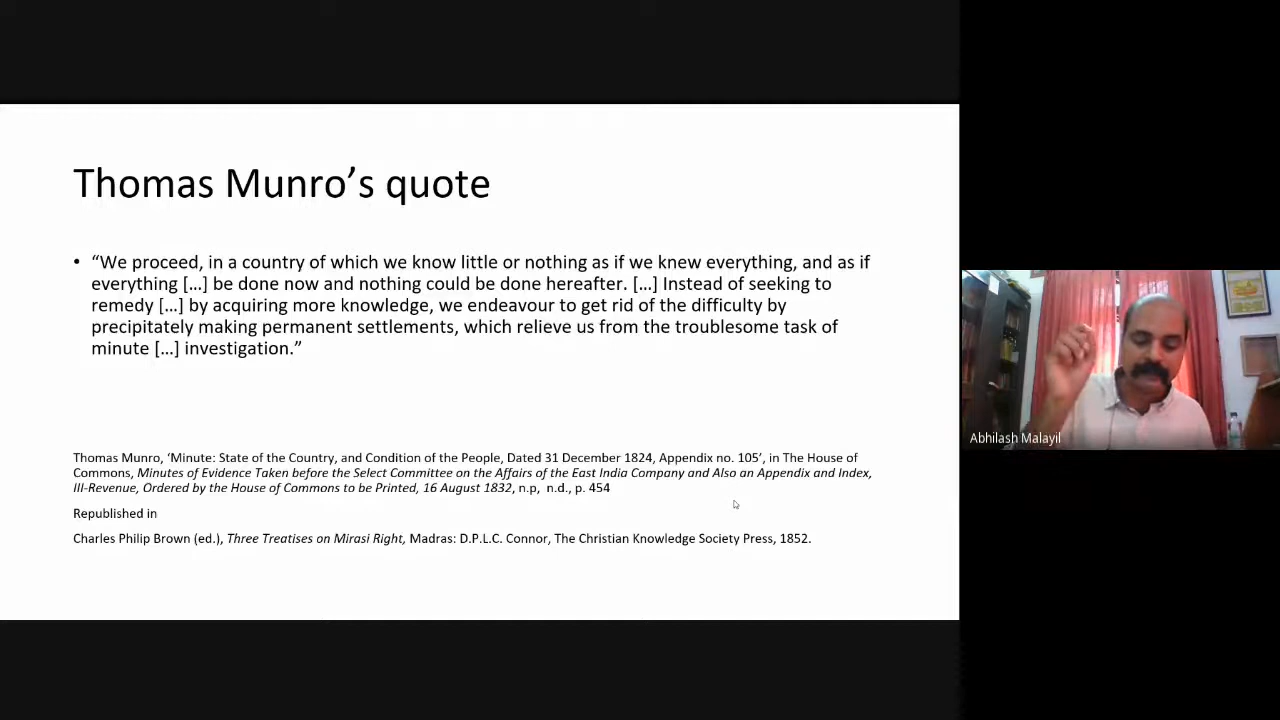 Thomas Munro’s quote
• “We proceed, in a country of which we know little or nothing as if we knew everything, and as if
everything […] be done now and nothing could be done hereafter. […] Instead of seeking to
remedy […] by acquiring more knowledge, we endeavour to get rid of the difficulty by
precipitately making permanent settlements, which relieve us from the troublesome task of
minute […] investigation.”
Thomas Munro, ‘Minute: State of the Country, and Condition of the People, Dated 31 December 1824, Appendix no. 105’, in The House of
Commons, Minutes of Evidence Taken before the Select Committee on the Affairs of the East India Company and Also an Appendix and Index,
III-Revenue, Ordered by the House of Commons to be Printed, 16 August 1832, n.p, n.d., p. 454
Republished in
Charles Philip Brown (ed.), Three Treatises on Mirasi Right, Madras: D.P.L.C. Connor, The Christian Knowledge Society Press, 1852.
Abhilash Malayil